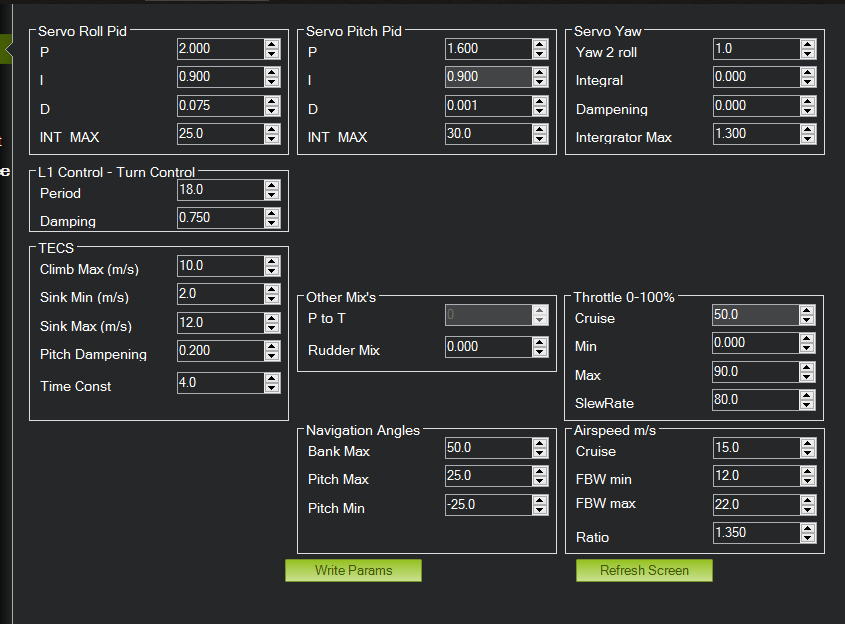 Servo Roll Pid
P 2.000
I 0.900
D 0.075
INT MAX 25.0
Servo Pitch Pid
P 1.600
I 0.900
D 0.001
INT MAX 30.0
Servo Yaw
Yaw 2 roll 1.0
Integral 0.000
Dampening 0.000
Intergrator Max 1.300
L1 Control - Turn Control
Period 18.0
Damping 0.750
TECS
Climb Max (m/s) 10.0
Sink Min (m/s) 2.0
Sink Max (m/s) 12.0
Pitch Dampening 0.200
Time Const 4.0
Other Mix's
P to T 0
Rudder Mix 0.000
Throttle 0-100%
Cruise 50.0
Min 0.000
Max 90.0
SlewRate 80.0
Navigation Angles
Bank Max 50.0
Pitch Max 25.0
Pitch Min -25.0
Airspeed m/s
Cruise 15.0
FBW min 12.0
FBW max 22.0
Ratio 1.350
Write Params
Refresh Screen